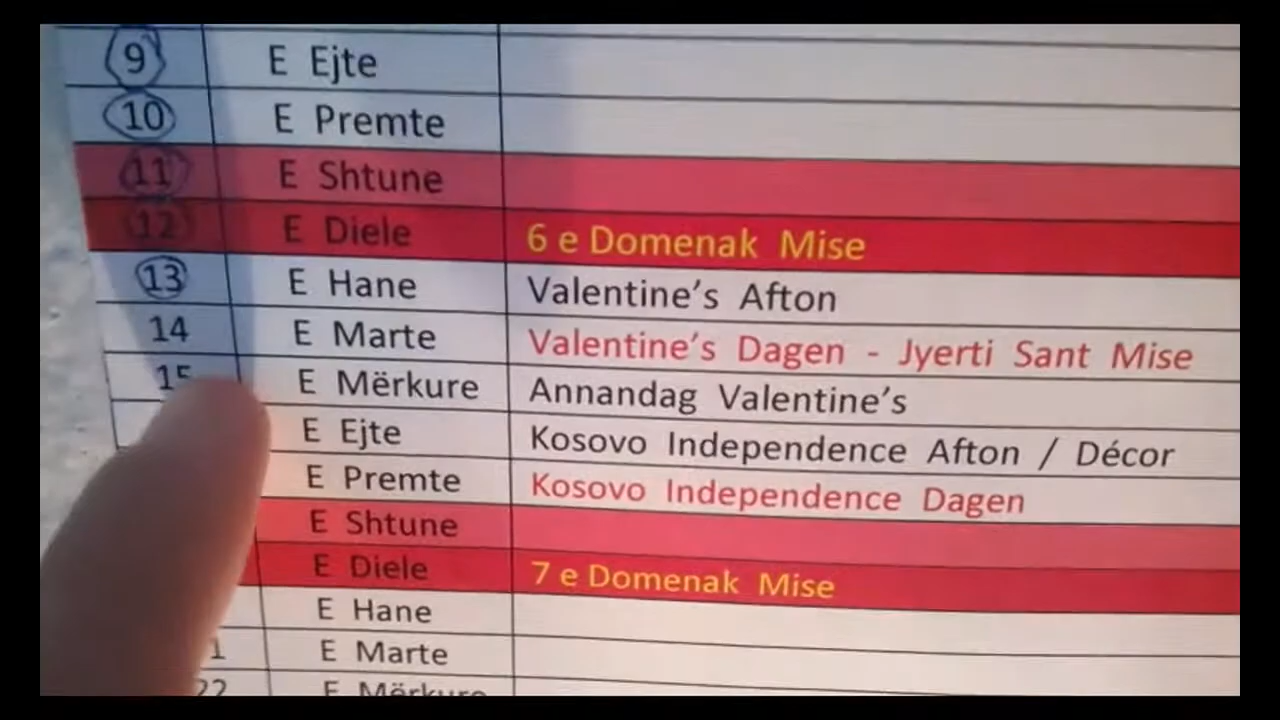 9 E Ejte
10 E Premte
11 E Shtune
12 E Diele 6 e Domenak Mise
13 E Hane Valentine's Afton
14 E Marte Valentine's Dagen - Jyerti Sant Mise
15 E Mërkure Annandag Valentine's
E Ejte Kosovo Independence Afton / Décor
E Premte Kosovo Independence Dagen
E Shtune
E Diele 7 e Domenak Mise
E Hane
1 E Marte
22 E Mërkure